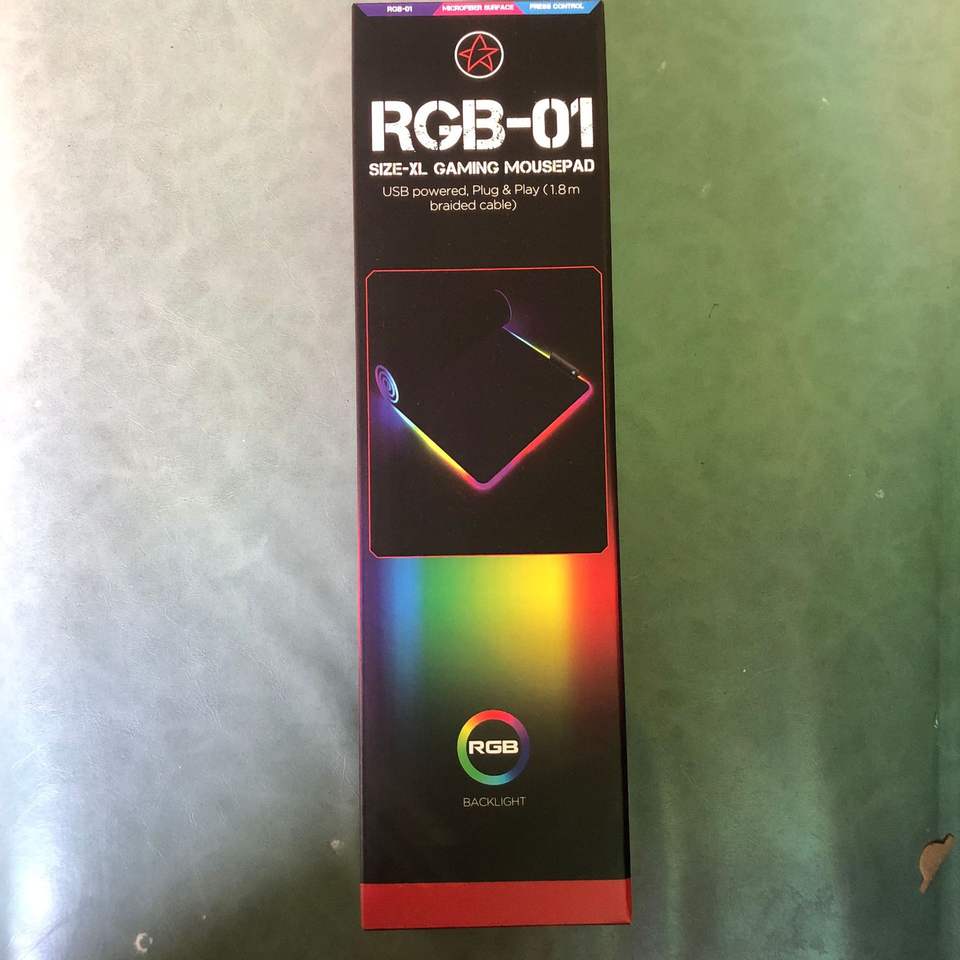 RGB-01 MICROFIBER SURFACE PRESS CONTROL
RGB-01
SIZE-XL GAMING MOUSEPAD
USB powered, Plug & Play (1.8 m
braided cable)
RGB
BACKLIGHT